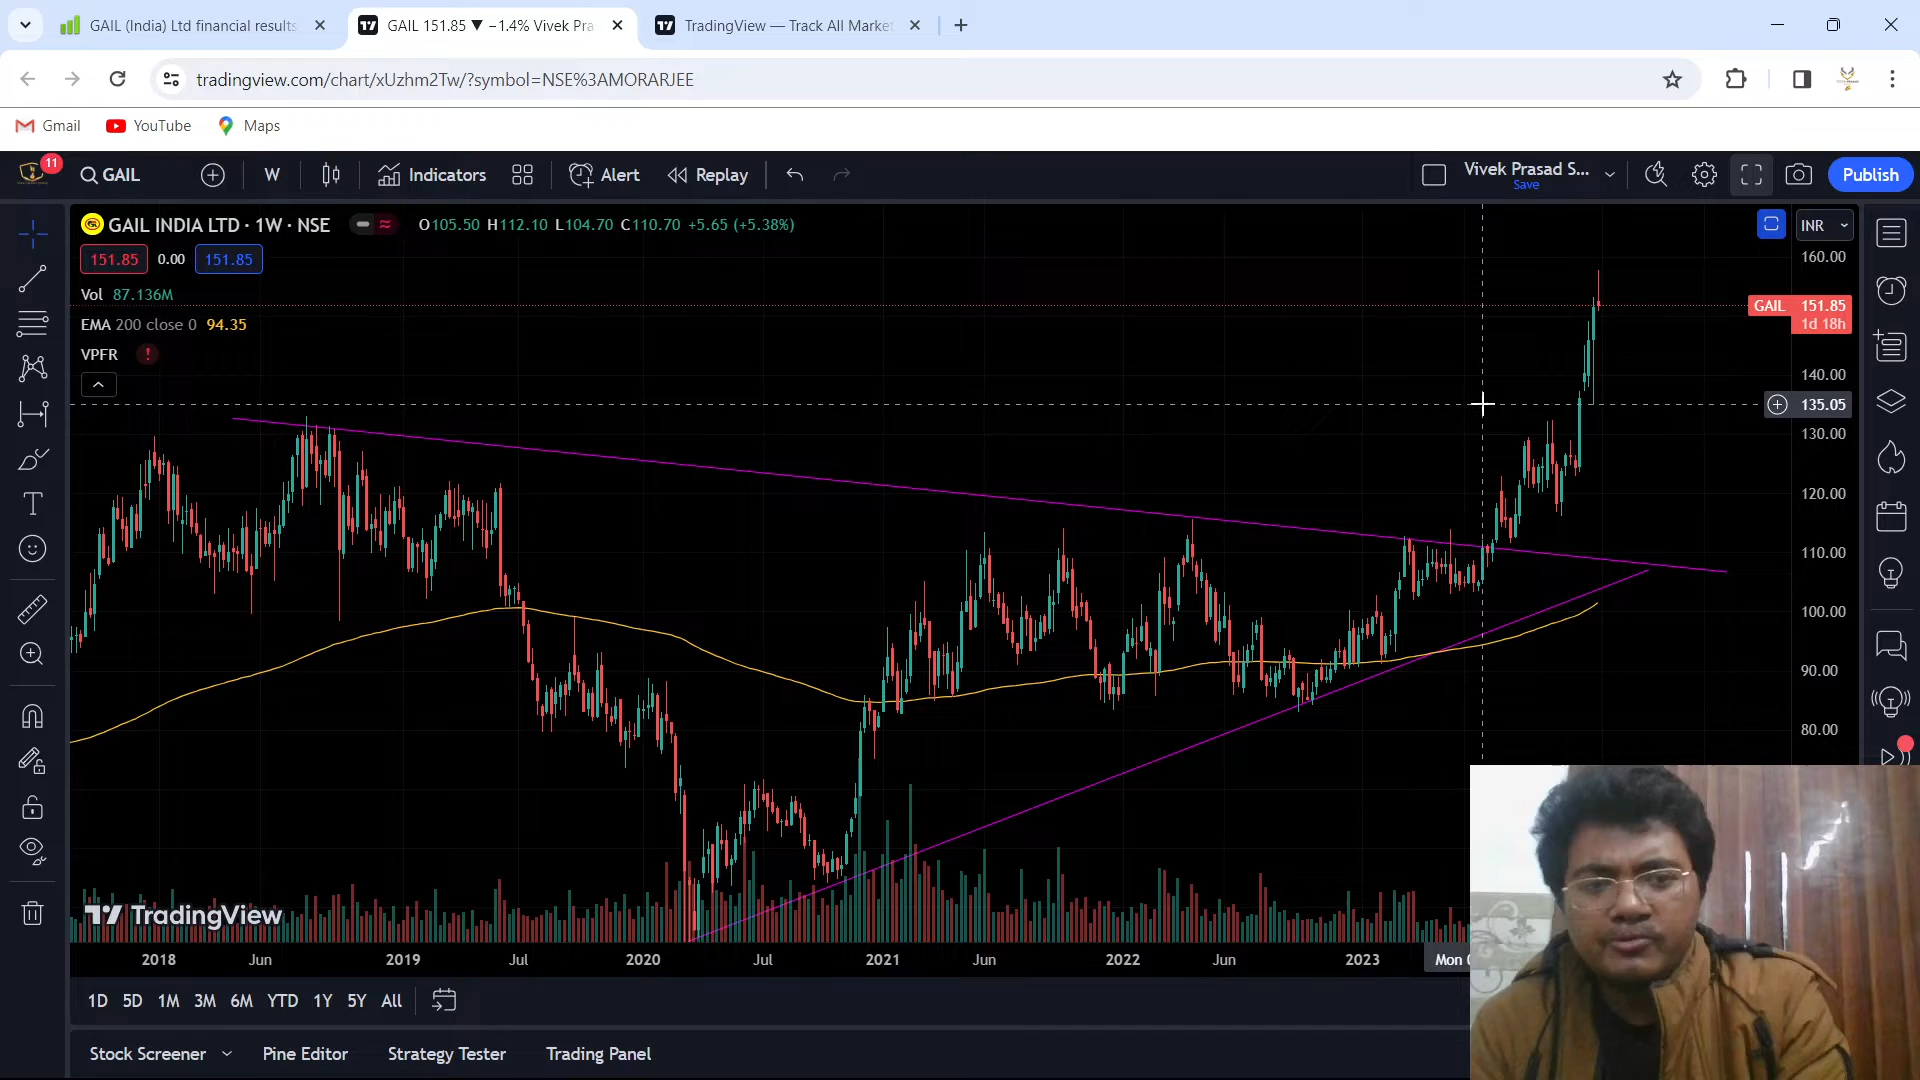 GAIL (India) Ltd financial results
GAIL 151.85 ▼ −1.4% Vivek Pra
TradingView — Track All Market
tradingview.com/chart/xUzhm2Tw/?symbol=NSE%3AMORARJEE
Gmail
YouTube
Maps
11
GAIL
W
Indicators
Alert
Replay
Vivek Prasad S...
Save
Publish
GAIL INDIA LTD · 1W · NSE
O105.50 H112.10 L104.70 C110.70 +5.65 (+5.38%)
INR
151.85 0.00 151.85
Vol 87.136M
EMA 200 close 0 94.35
VPFR !
160.00
GAIL 151.85
1d 18h
140.00
135.05
130.00
120.00
110.00
100.00
90.00
80.00
TradingView
2018 Jun 2019 Jul 2020 Jul 2021 Jun 2022 Jun 2023 Mon
1D 5D 1M 3M 6M YTD 1Y 5Y All
Stock Screener Pine Editor Strategy Tester Trading Panel